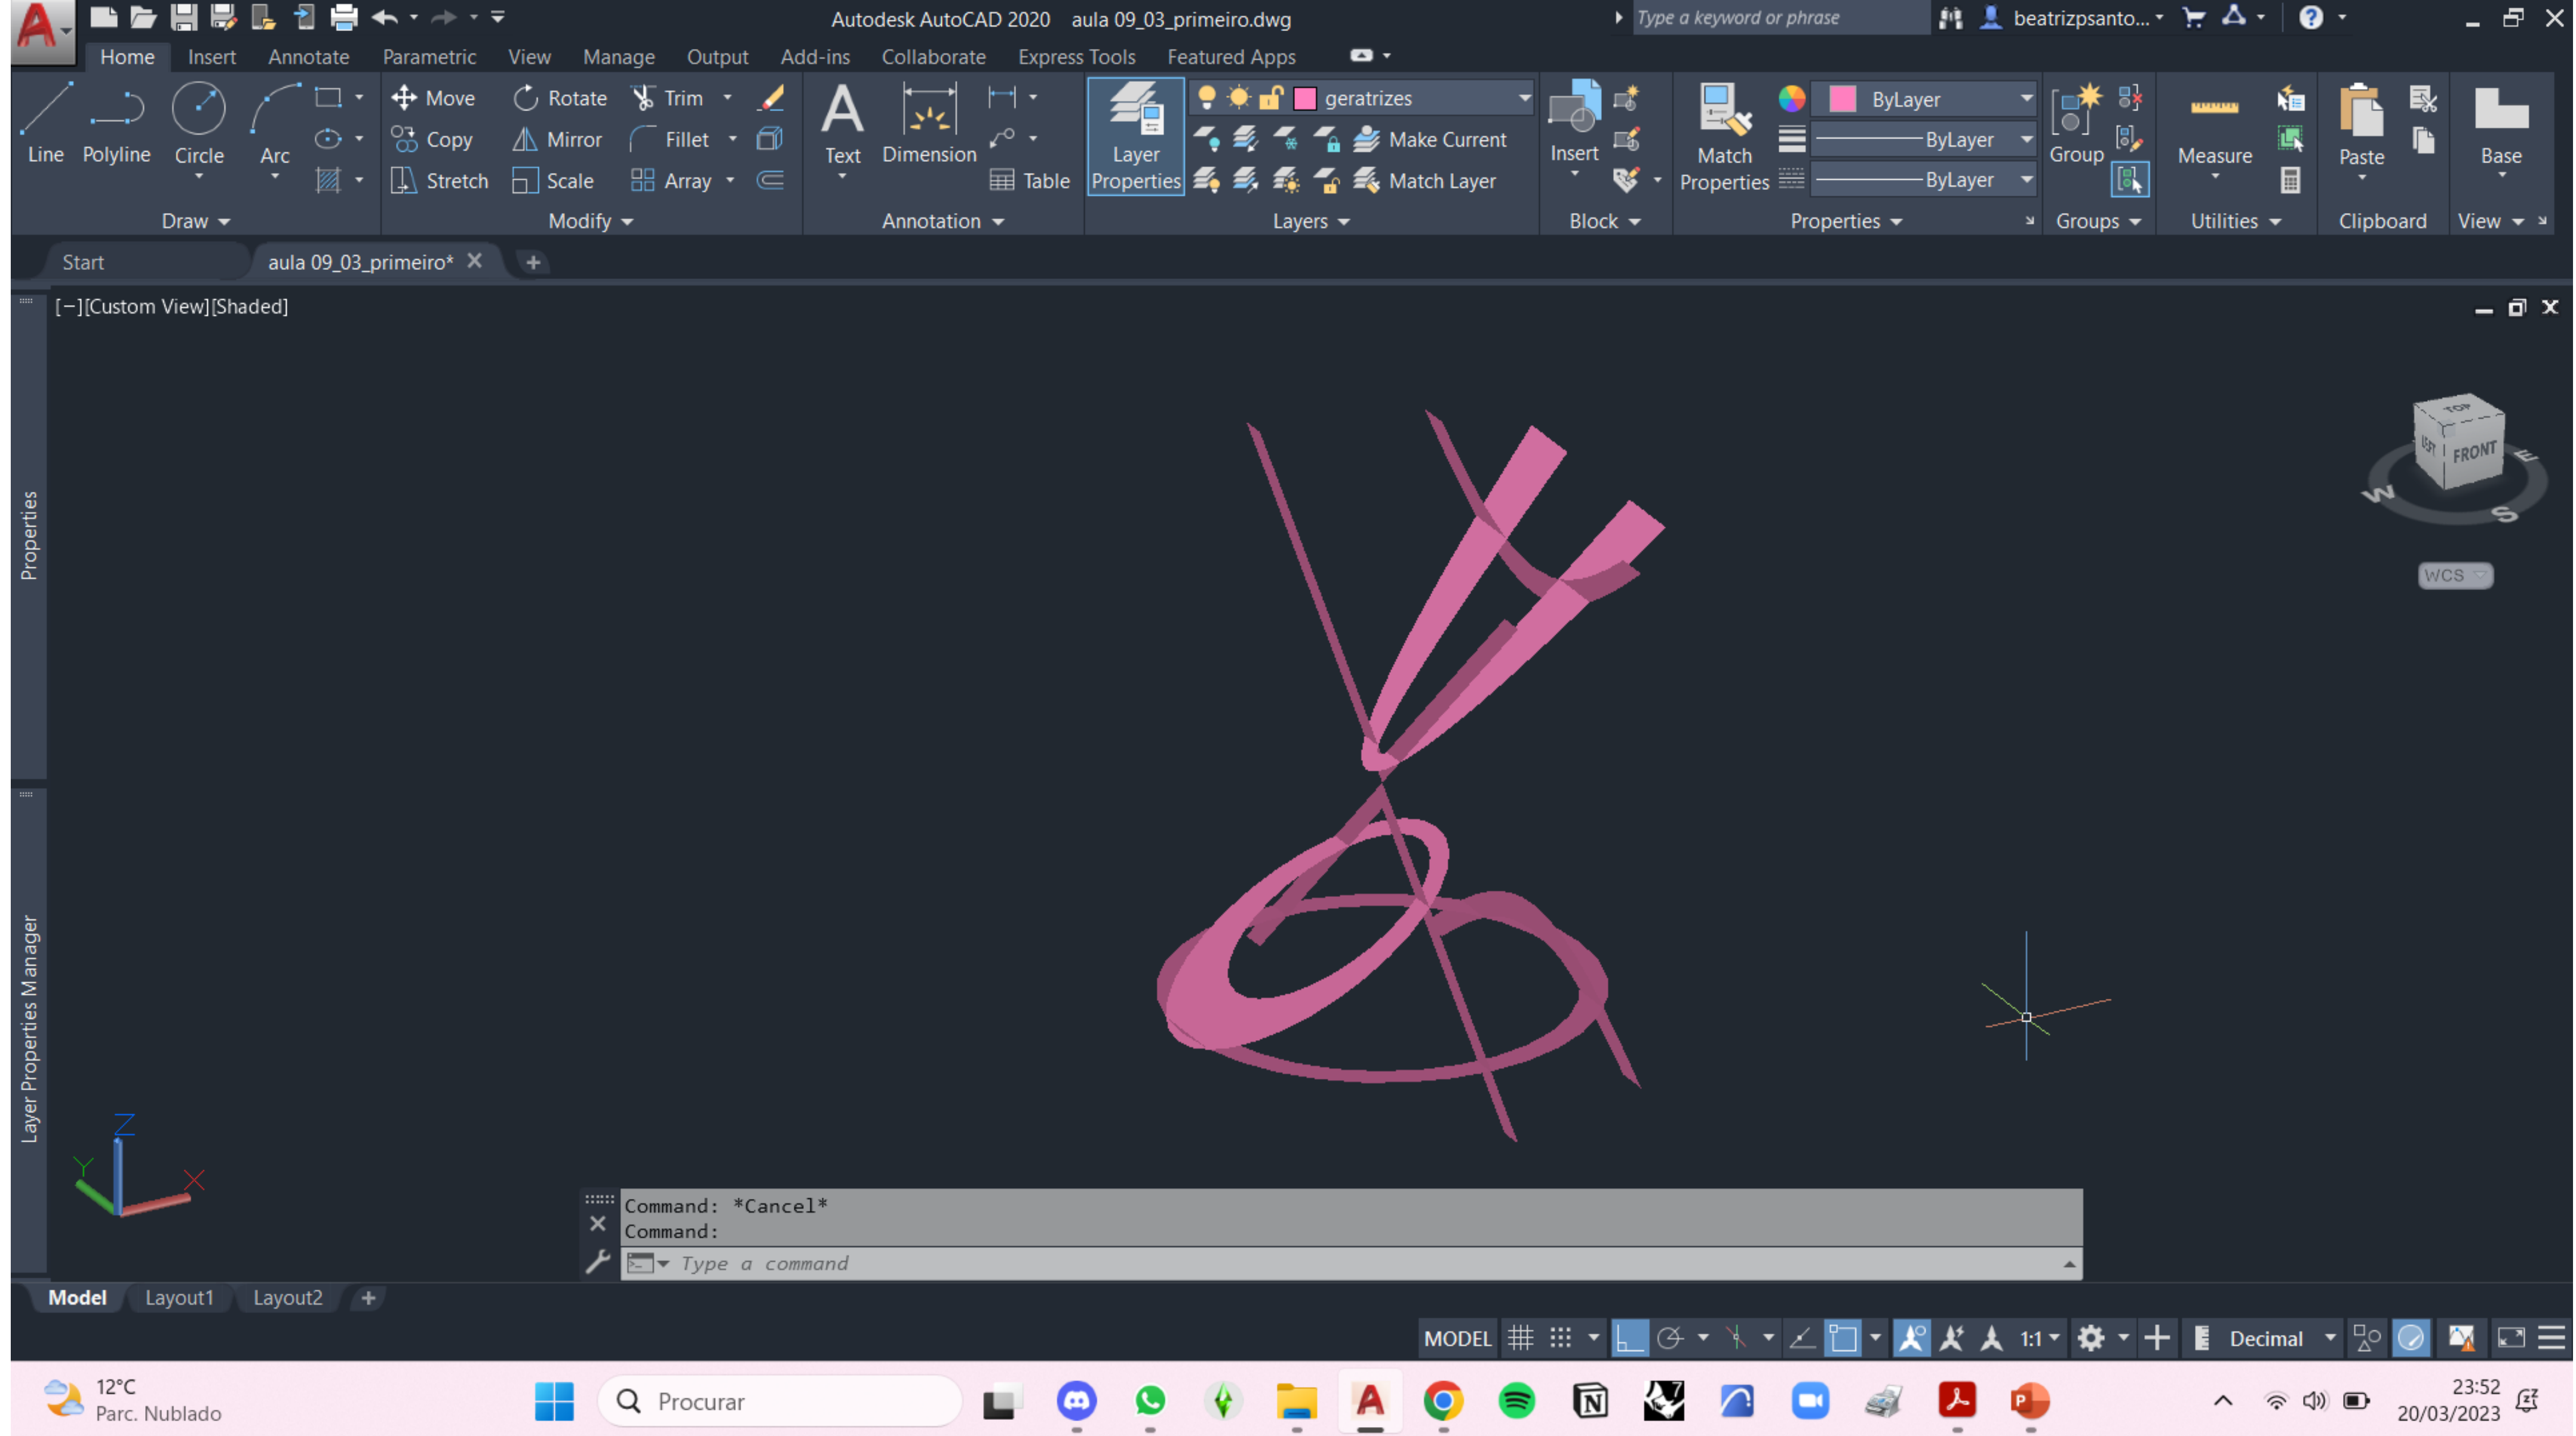 Autodesk AutoCAD 2020 aula 09_03_primeiro.dwg
Type a keyword or phrase
beatrizpsanto...
Home Insert Annotate Parametric View Manage Output Add-ins Collaborate Express Tools Featured Apps
Line Polyline Circle Arc
Move Rotate Trim
Copy Mirror Fillet
Stretch Scale Array
Text Dimension
Table
Layer
Properties
geratrizes
Make Current
Match Layer
Insert
Match
Properties
ByLayer
ByLayer
ByLayer
Group
Measure
Paste
Base
Draw Modify Annotation Layers Block Properties Groups Utilities Clipboard View
Start aula 09_03_primeiro*
[−][Custom View][Shaded]
Properties
Layer Properties Manager
TOP
LEFT FRONT
W S E
WCS
Z
Y X
Command: *Cancel*
Command:
Type a command
Model Layout1 Layout2
MODEL 1:1 Decimal
12°C
Parc. Nublado
Procurar
23:52
20/03/2023